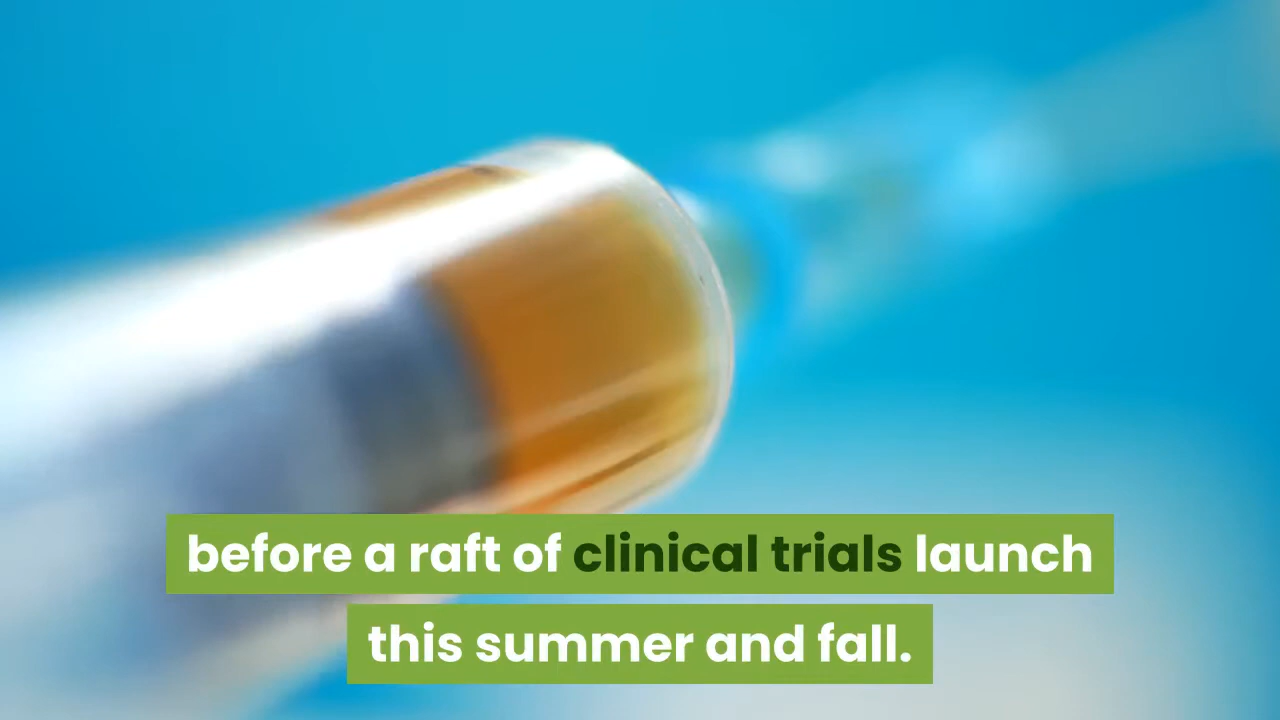 before a raft of clinical trials launch
this summer and fall.